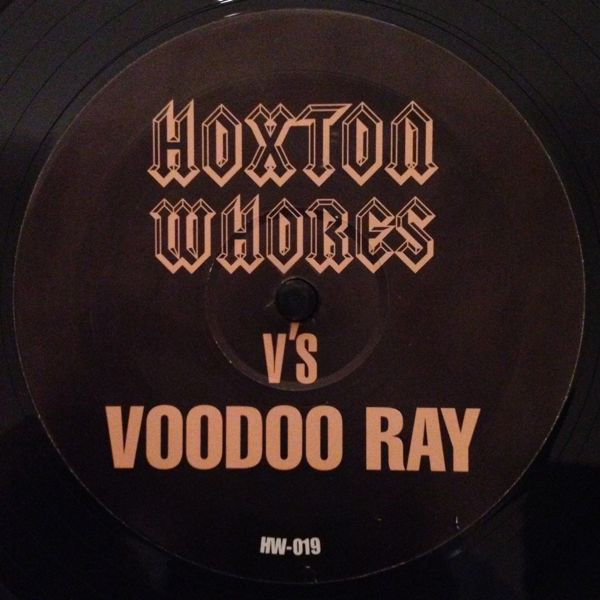 HOXTON
WHORES
V'S
VOODOO RAY
HW-019